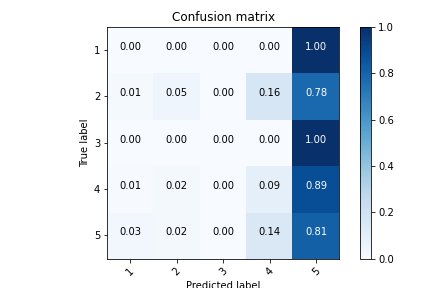 Confusion matrix
1 0.00 0.00 0.00 0.00 1.00
2 0.01 0.05 0.00 0.16 0.78
3 0.00 0.00 0.00 0.00 1.00
4 0.01 0.02 0.00 0.09 0.89
5 0.03 0.02 0.00 0.14 0.81
1 2 3 4 5
True label
Predicted label
1.0
0.8
0.6
0.4
0.2
0.0